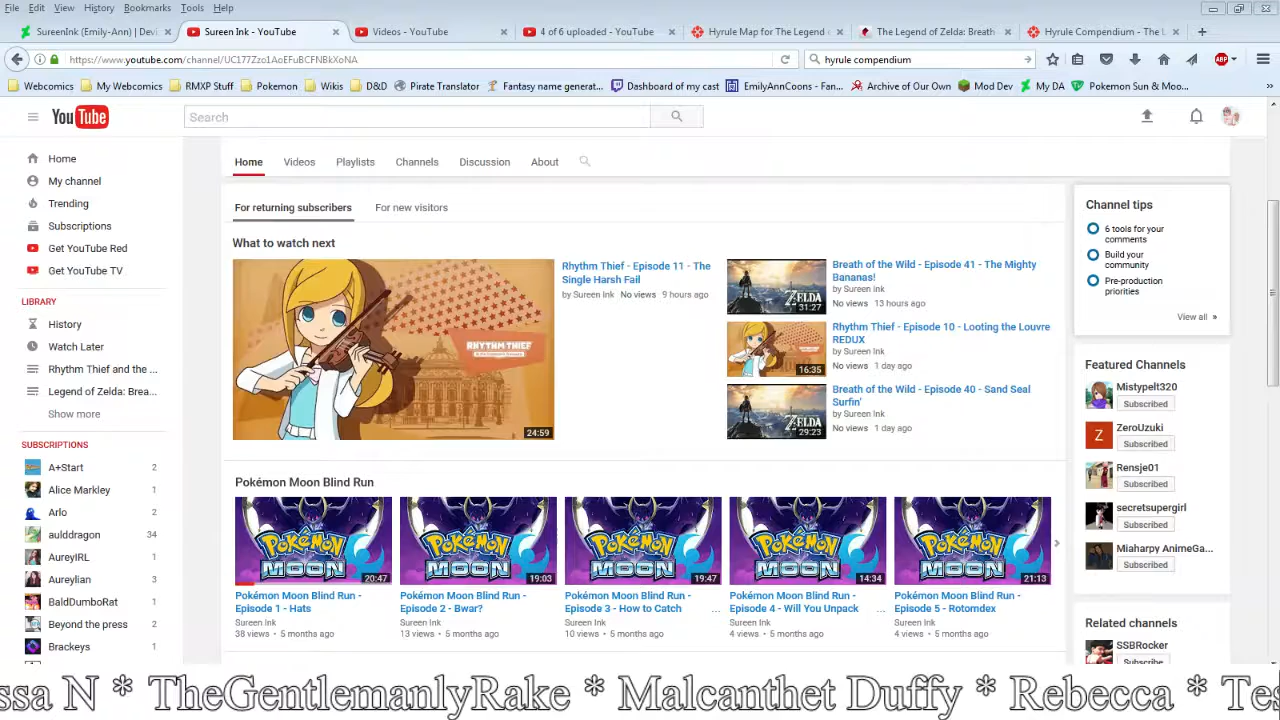 File Edit View History Bookmarks Tools Help
SureenInk (Emily-Ann) | Devi
Sureen Ink - YouTube
Videos - YouTube
4 of 6 uploaded - YouTube
Hyrule Map for The Legend
The Legend of Zelda: Breath
Hyrule Compendium - The L
https://www.youtube.com/channel/UC177Zzo1AoEFuBCFNBkXoNA
hyrule compendium
Webcomics My Webcomics RMXP Stuff Pokemon Wikis D&D Pirate Translator Fantasy name generat... Dashboard of my cast EmilyAnnCoons - Fan... Archive of Our Own Mod Dev My DA Pokemon Sun & Moo... »
YouTube
Search
Home
My channel
Trending
Subscriptions
Get YouTube Red
Get YouTube TV
LIBRARY
History
Watch Later
Rhythm Thief and the ...
Legend of Zelda: Brea...
Show more
SUBSCRIPTIONS
A+Start 2
Alice Markley 1
Arlo 2
aulddragon 34
AureyIRL 1
Aureylian 3
BaldDumboRat 1
Beyond the press 2
Brackeys 1
Home Videos Playlists Channels Discussion About
For returning subscribers For new visitors
What to watch next
RHYTHM THIEF
24:59
Rhythm Thief - Episode 11 - The
Single Harsh Fail
by Sureen Ink No views 9 hours ago
ZELDA
31:27
Breath of the Wild - Episode 41 - The Mighty
Bananas!
by Sureen Ink
No views 13 hours ago
16:35
Rhythm Thief - Episode 10 - Looting the Louvre
REDUX
by Sureen Ink
No views 1 day ago
ZELDA
29:23
Breath of the Wild - Episode 40 - Sand Seal
Surfin'
by Sureen Ink
No views 1 day ago
Pokémon Moon Blind Run
POKéMON MOON
20:47
Pokémon Moon Blind Run -
Episode 1 - Hats
Sureen Ink
38 views • 5 months ago
POKéMON MOON
19:03
Pokémon Moon Blind Run -
Episode 2 - Bwar?
Sureen Ink
13 views • 5 months ago
POKéMON MOON
19:47
Pokémon Moon Blind Run -
Episode 3 - How to Catch ...
Sureen Ink
10 views • 5 months ago
POKéMON MOON
14:34
Pokémon Moon Blind Run -
Episode 4 - Will You Unpack ...
Sureen Ink
4 views • 5 months ago
POKéMON MOON
21:13
Pokémon Moon Blind Run -
Episode 5 - Rotomdex
Sureen Ink
4 views • 5 months ago
Channel tips
6 tools for your
comments
Build your
community
Pre-production
priorities
View all »
Featured Channels
Mistypelt320
Subscribed
Z
ZeroUzuki
Subscribed
Rensje01
Subscribed
secretsupergirl
Subscribed
Miaharpy AnimeGa...
Subscribed
Related channels
SSBRocker
Subscribe
ssa N * TheGentlemanlyRake * Malcanthet Duffy * Rebecca * Tes